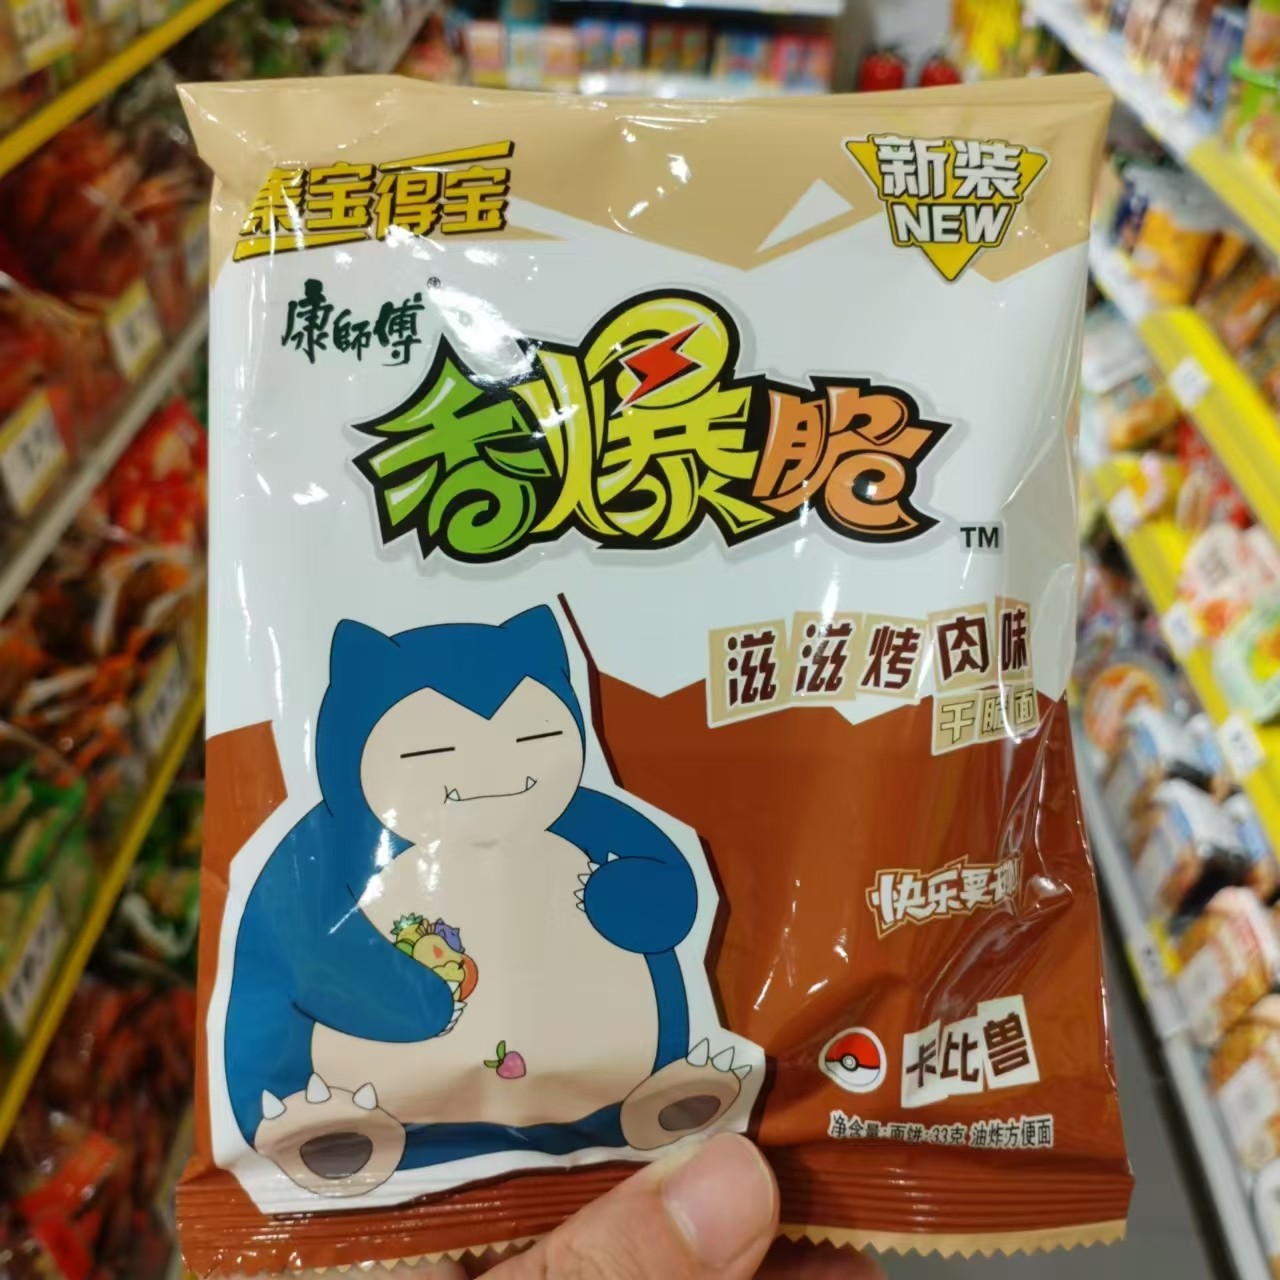 集宝得宝
新装
NEW
康師傅®
香爆脆
TM
滋滋烤肉味
干脆面
快乐要
卡比兽
净含量:面饼:33克 油炸方便面